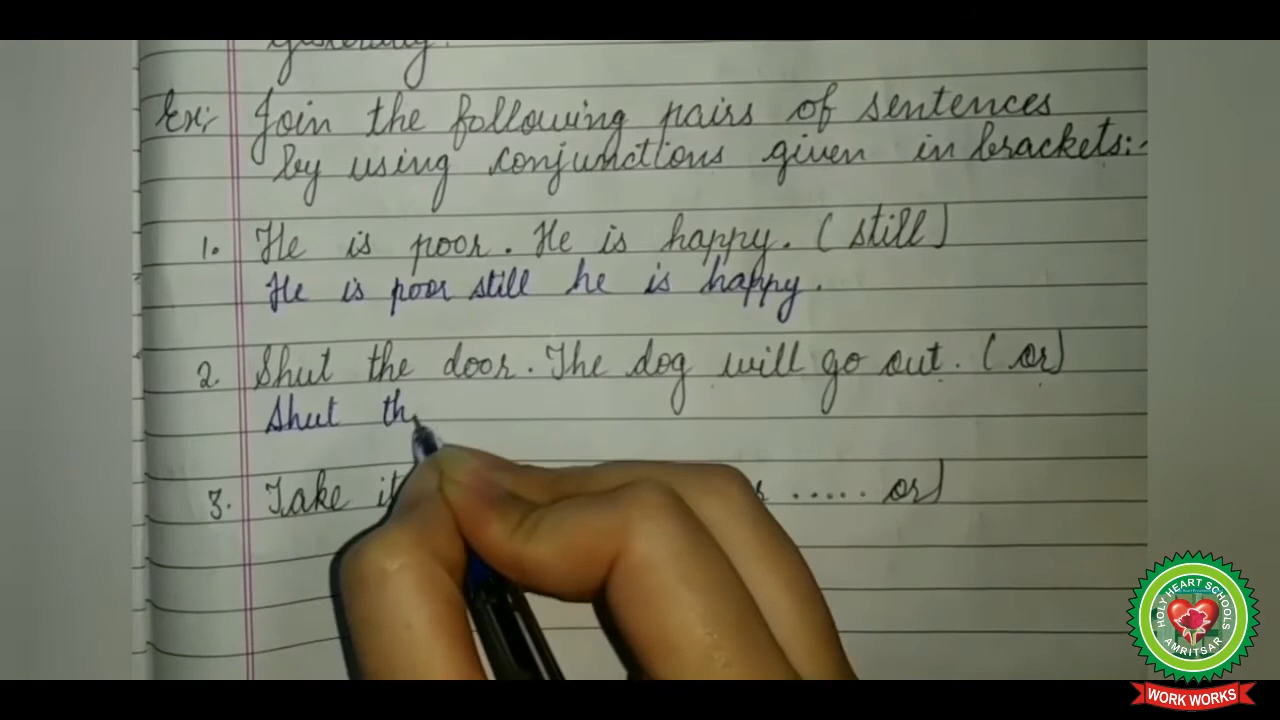 yesterday.
Ex:- Join the following pairs of sentences
by using conjunctions given in brackets:-
1. He is poor. He is happy. (still)
He is poor still he is happy.
2. Shut the door. The dog will go out. (or)
Shut th
3. Take it ..... or)
HOLY HEART SCHOOLS
AMRITSAR
WORK WORKS